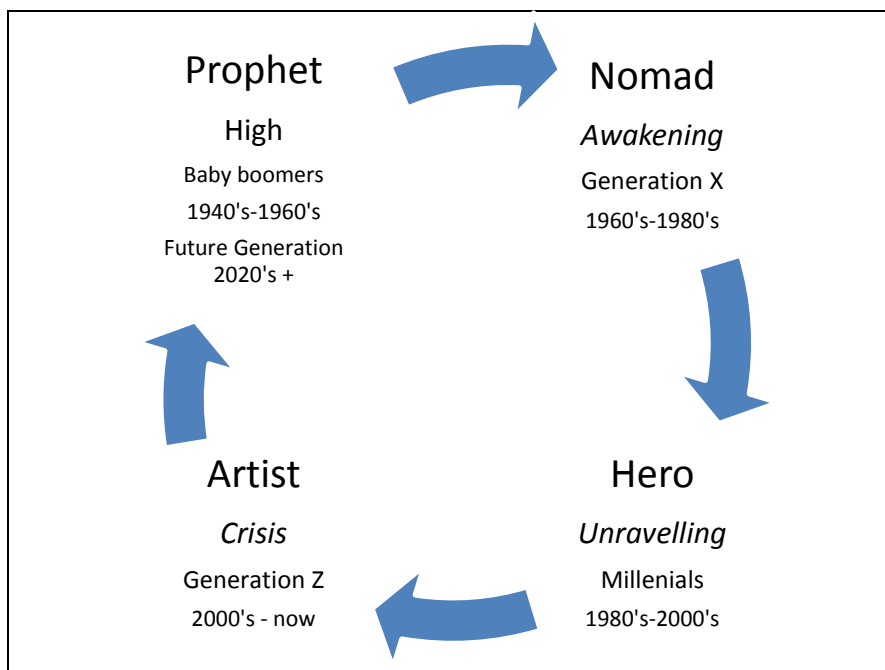 Prophet
High
Baby boomers
1940's-1960's
Future Generation
2020's +
Nomad
Awakening
Generation X
1960's-1980's
Hero
Unravelling
Millenials
1980's-2000's
Artist
Crisis
Generation Z
2000's - now